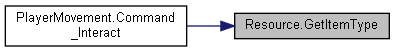 PlayerMovement.Command
_Interact
Resource.GetItemType